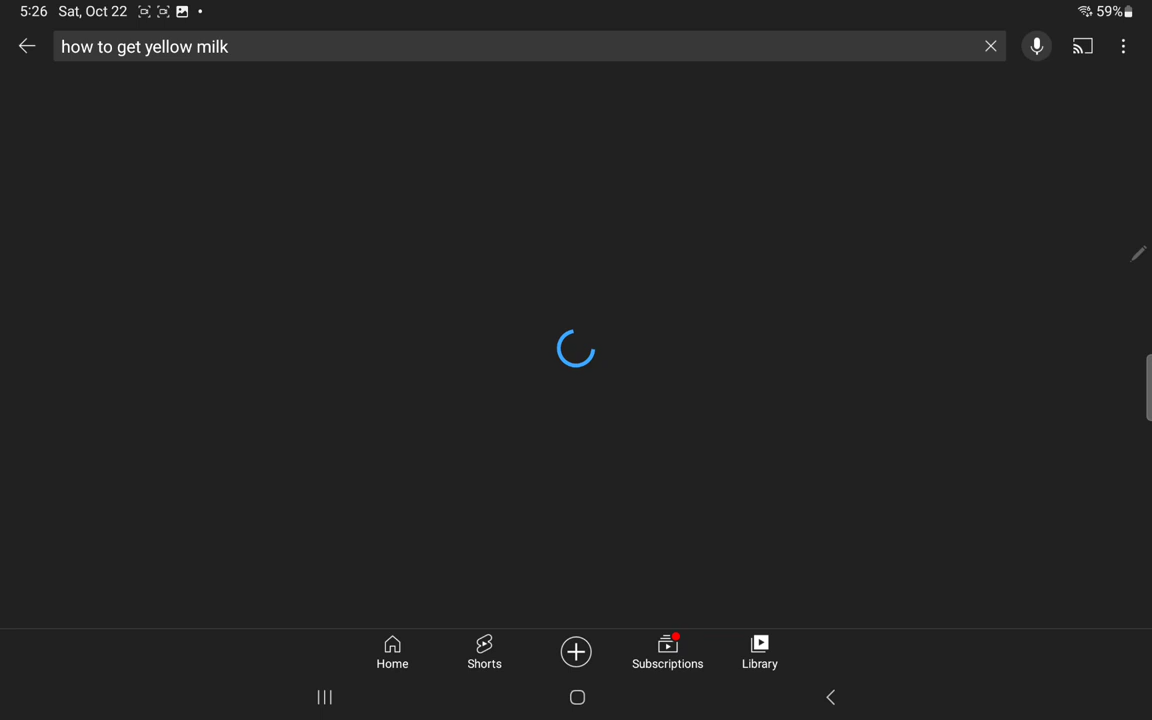 5:26 Sat, Oct 22 59%
how to get yellow milk
Home Shorts Subscriptions Library